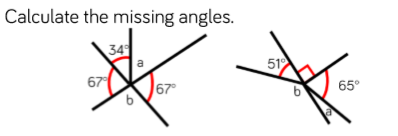 Calculate the missing angles.
34°
a
67°
67°
b
51°
65°
b
a